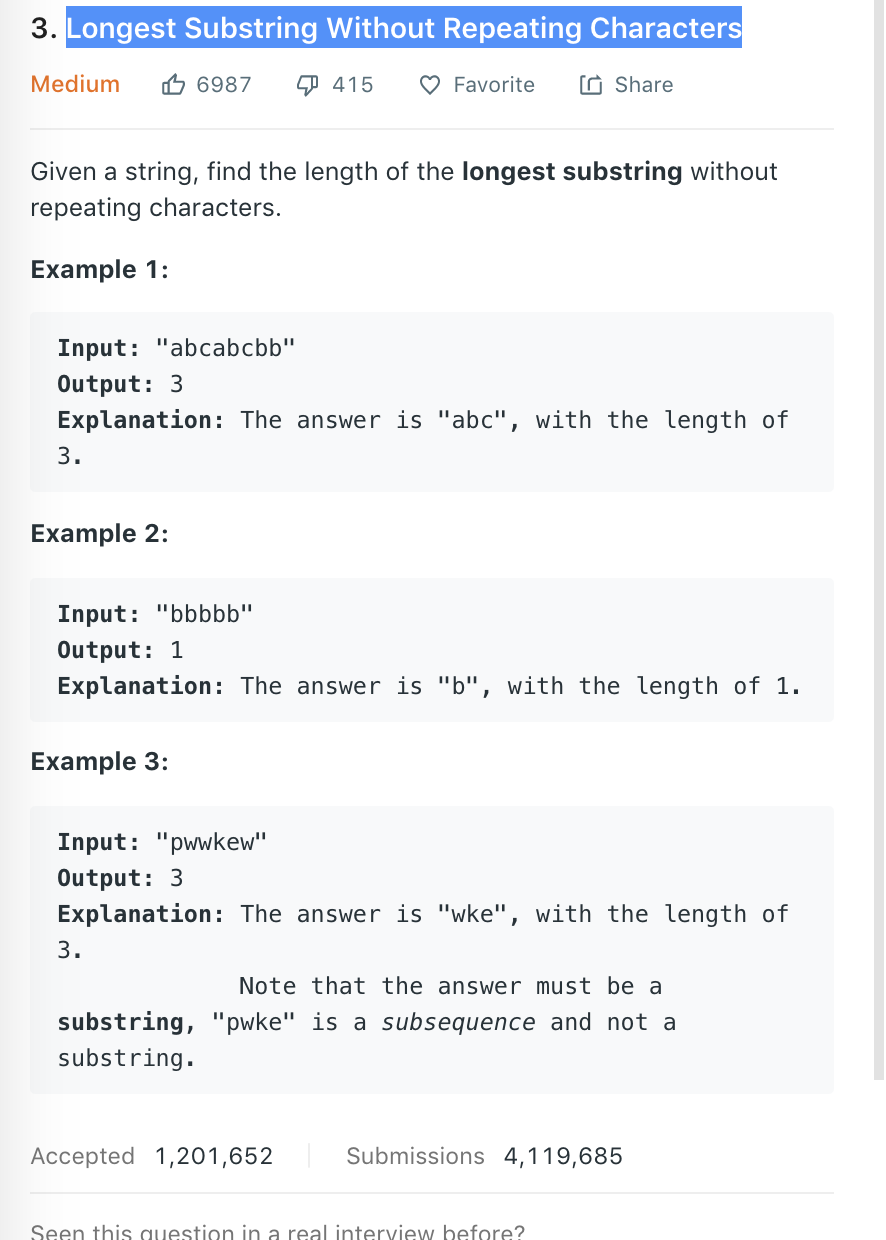 3. Longest Substring Without Repeating Characters
Medium 6987 415 Favorite Share
Given a string, find the length of the longest substring without
repeating characters.
Example 1:
Input: "abcabcbb"
Output: 3
Explanation: The answer is "abc", with the length of
3.
Example 2:
Input: "bbbbb"
Output: 1
Explanation: The answer is "b", with the length of 1.
Example 3:
Input: "pwwkew"
Output: 3
Explanation: The answer is "wke", with the length of
3.
Note that the answer must be a
substring, "pwke" is a subsequence and not a
substring.
Accepted 1,201,652 Submissions 4,119,685
Seen this question in a real interview before?